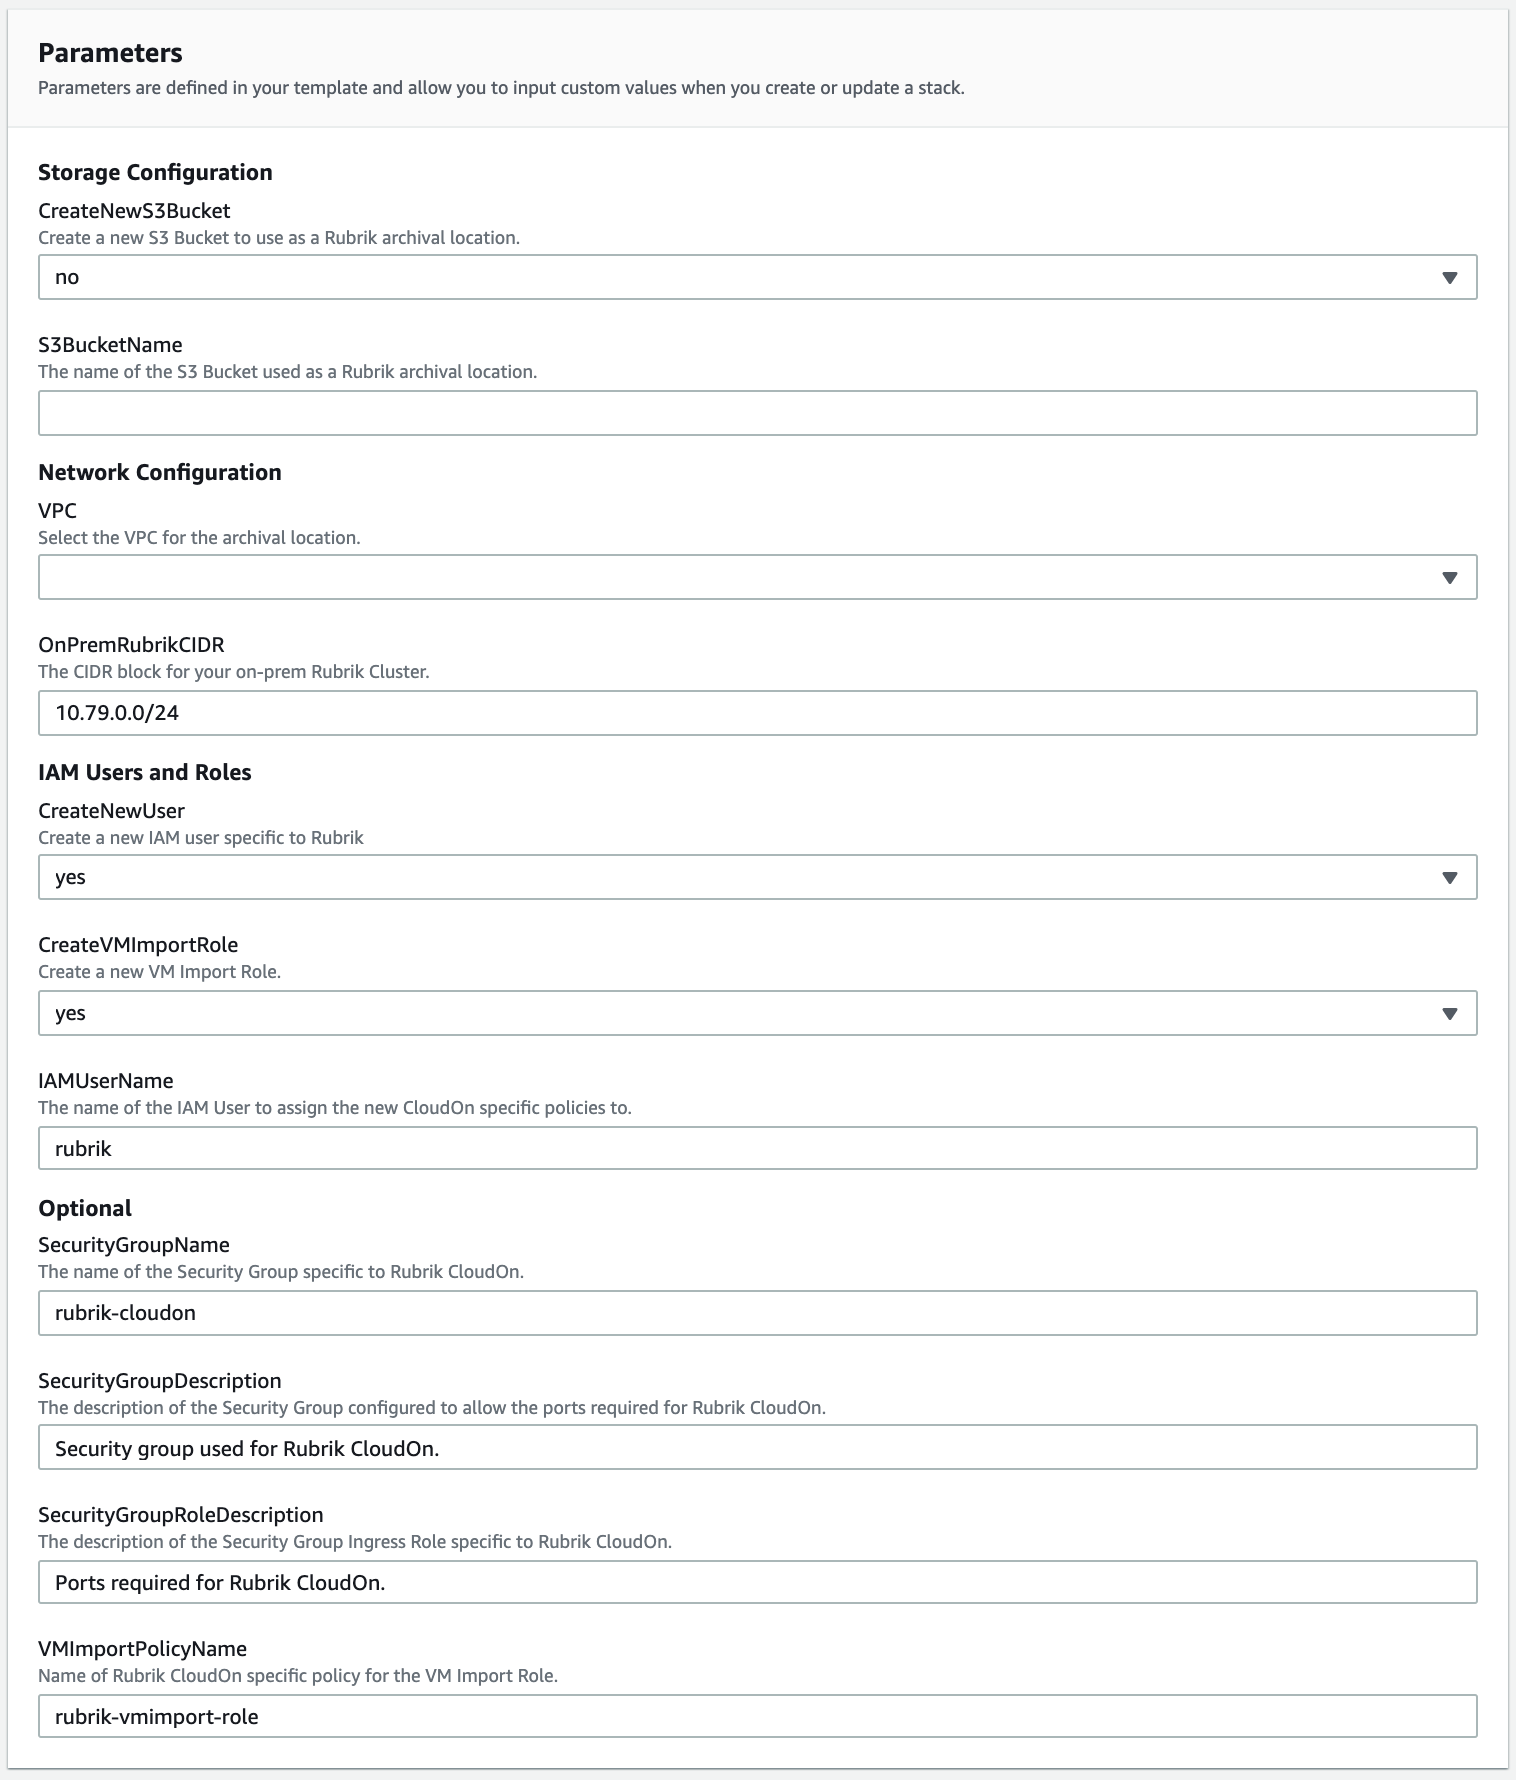 Parameters
Parameters are defined in your template and allow you to input custom values when you create or update a stack.
Storage Configuration
CreateNewS3Bucket
Create a new S3 Bucket to use as a Rubrik archival location.
no
S3BucketName
The name of the S3 Bucket used as a Rubrik archival location.
Network Configuration
VPC
Select the VPC for the archival location.
OnPremRubrikCIDR
The CIDR block for your on-prem Rubrik Cluster.
10.79.0.0/24
IAM Users and Roles
CreateNewUser
Create a new IAM user specific to Rubrik
yes
CreateVMImportRole
Create a new VM Import Role.
yes
IAMUserName
The name of the IAM User to assign the new CloudOn specific policies to.
rubrik
Optional
SecurityGroupName
The name of the Security Group specific to Rubrik CloudOn.
rubrik-cloudon
SecurityGroupDescription
The description of the Security Group configured to allow the ports required for Rubrik CloudOn.
Security group used for Rubrik CloudOn.
SecurityGroupRoleDescription
The description of the Security Group Ingress Role specific to Rubrik CloudOn.
Ports required for Rubrik CloudOn.
VMImportPolicyName
Name of Rubrik CloudOn specific policy for the VM Import Role.
rubrik-vmimport-role